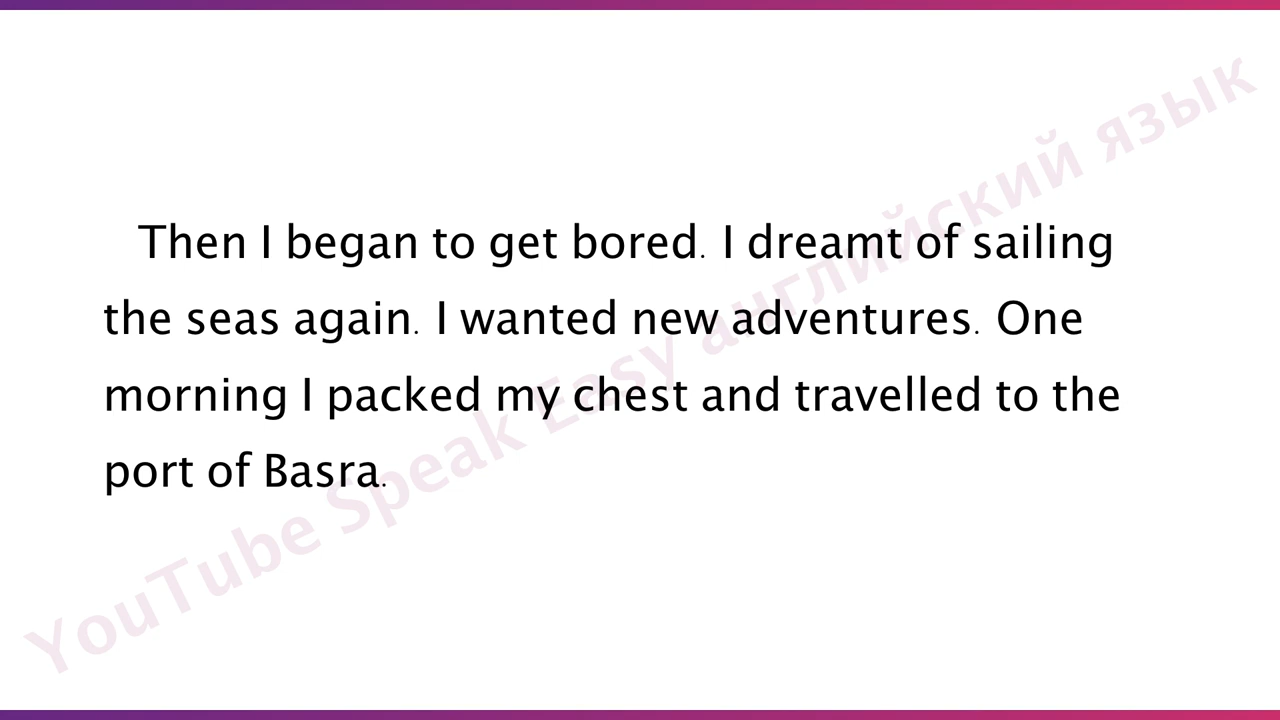 Then I began to get bored. I dreamt of sailing
the seas again. I wanted new adventures. One
morning I packed my chest and travelled to the
port of Basra.
YouTube Speak Easy английский язык